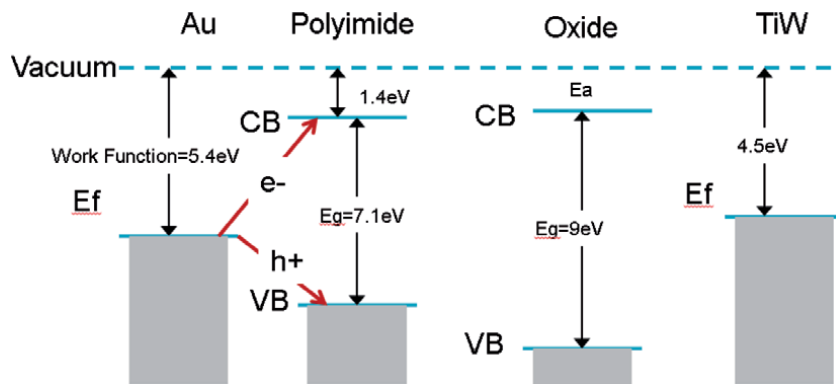 Au
Polyimide
Oxide
TiW
Vacuum
1.4eV
Ea
CB
CB
Work Function=5.4eV
4.5eV
e-
Ef
Ef
Eg=7.1eV
Eg=9eV
h+
VB
VB